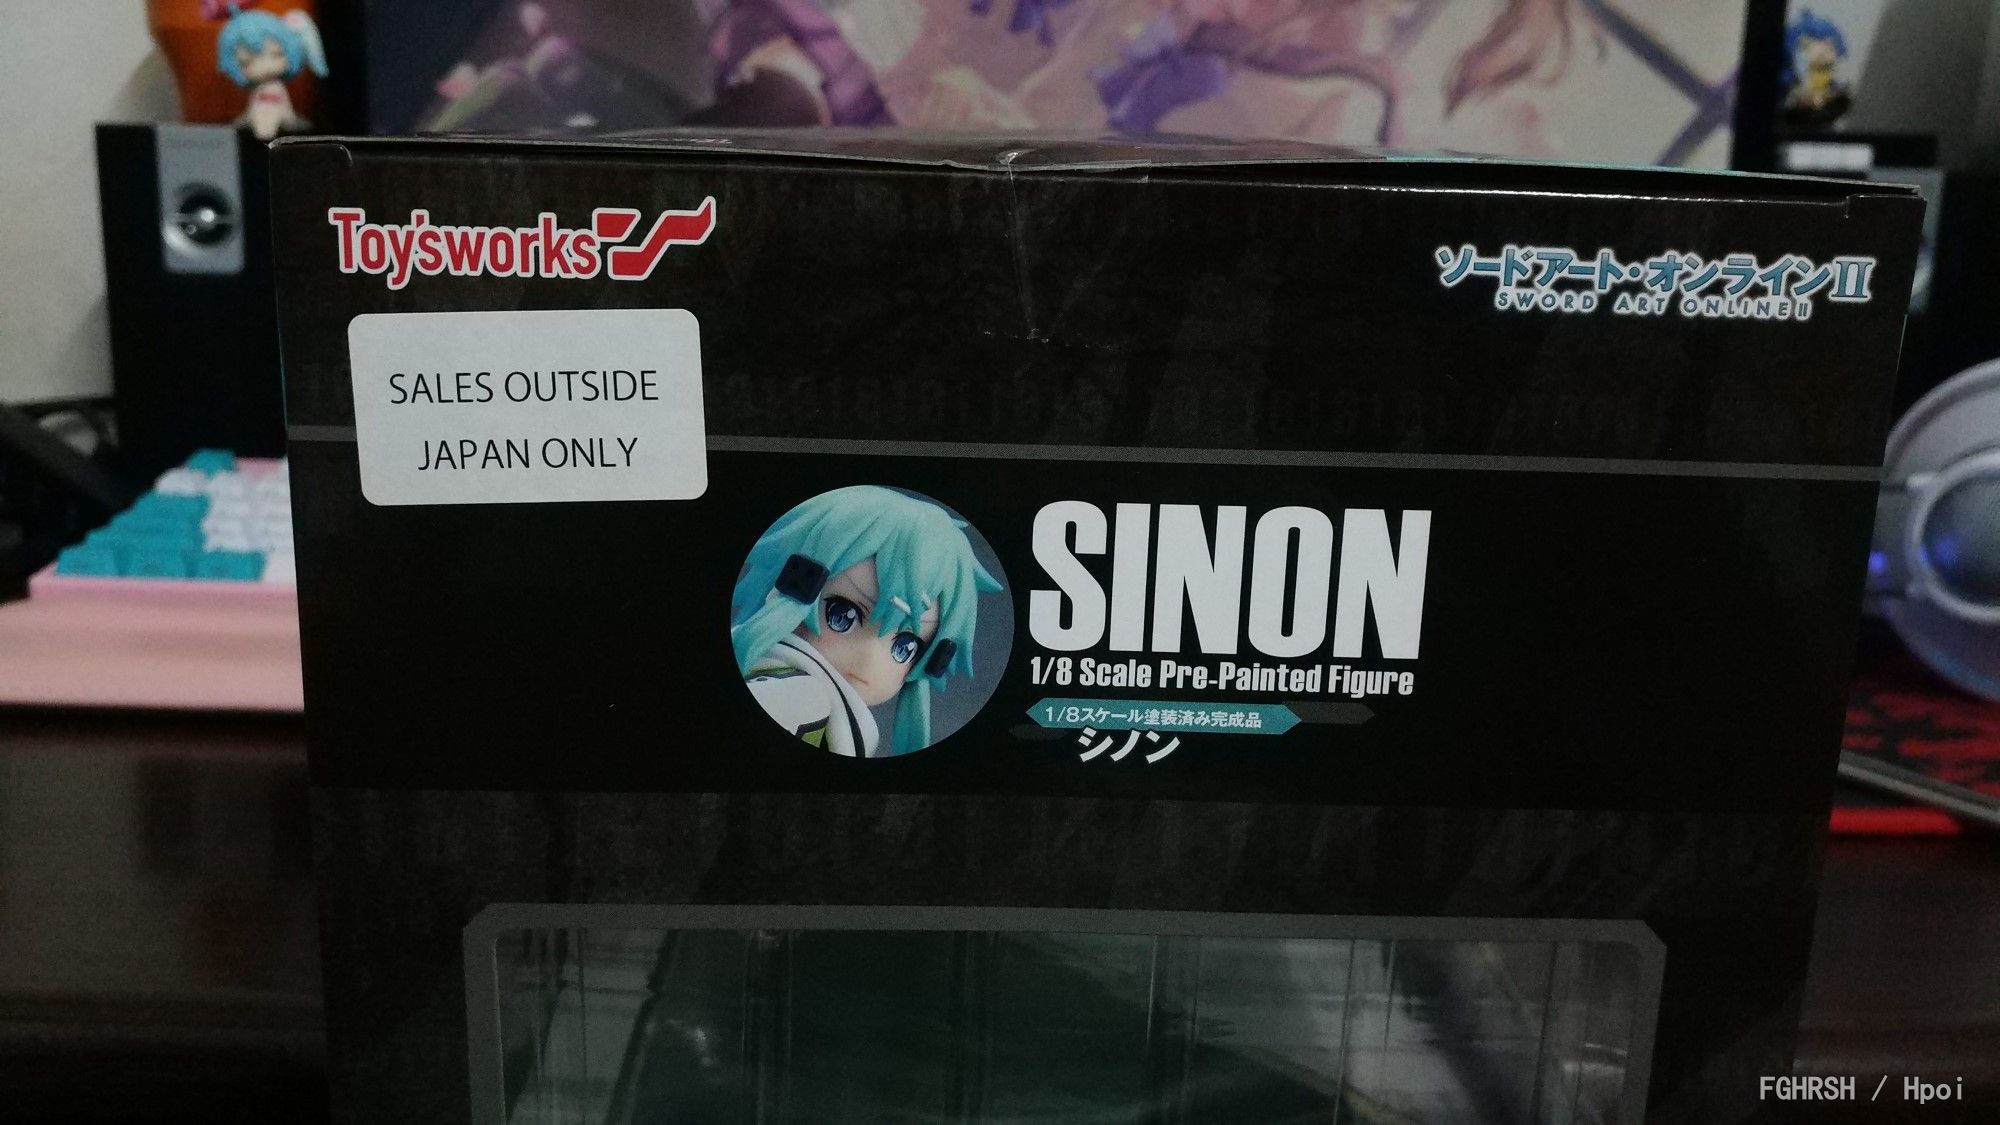 Toy'sworks
ソードアート・オンラインII
SWORD ART ONLINE II
SALES OUTSIDE
JAPAN ONLY
SINON
1/8 Scale Pre-Painted Figure
1/8スケール塗装済み完成品
シノン
FGHRSH / Hpoi